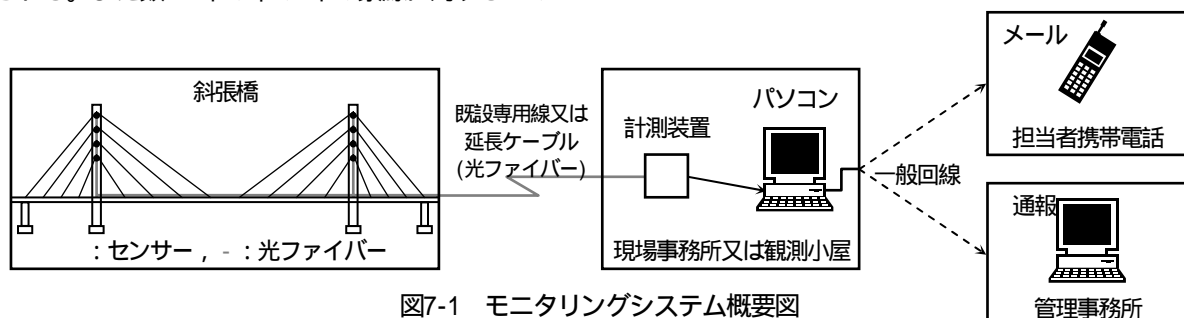 斜張橋
：センサー，-：光ファイバー
既設専用線又は
延長ケーブル
(光ファイバー)
計測装置
パソコン
現場事務所又は観測小屋
一般回線
メール
担当者携帯電話
通報
管理事務所
図7-1 モニタリングシステム概要図